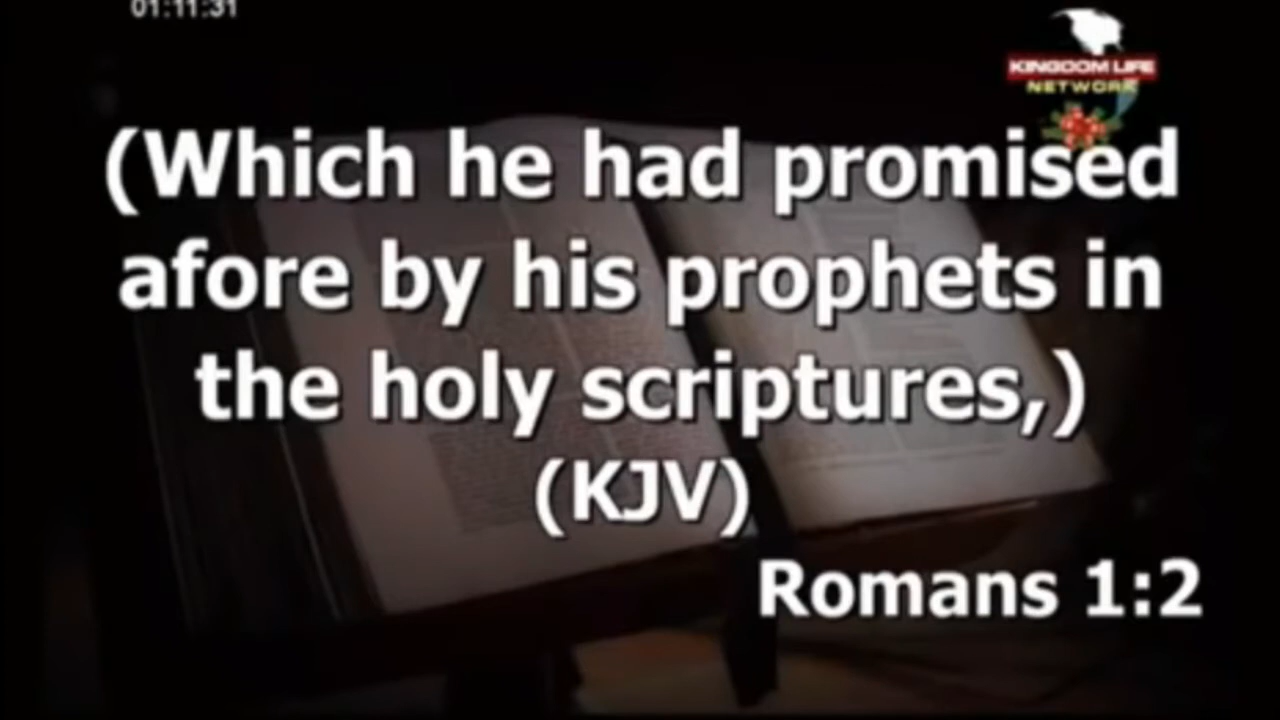 01:11:31
KINGDOM LIFE
NETWORK
(Which he had promised
afore by his prophets in
the holy scriptures,)
(KJV)
Romans 1:2